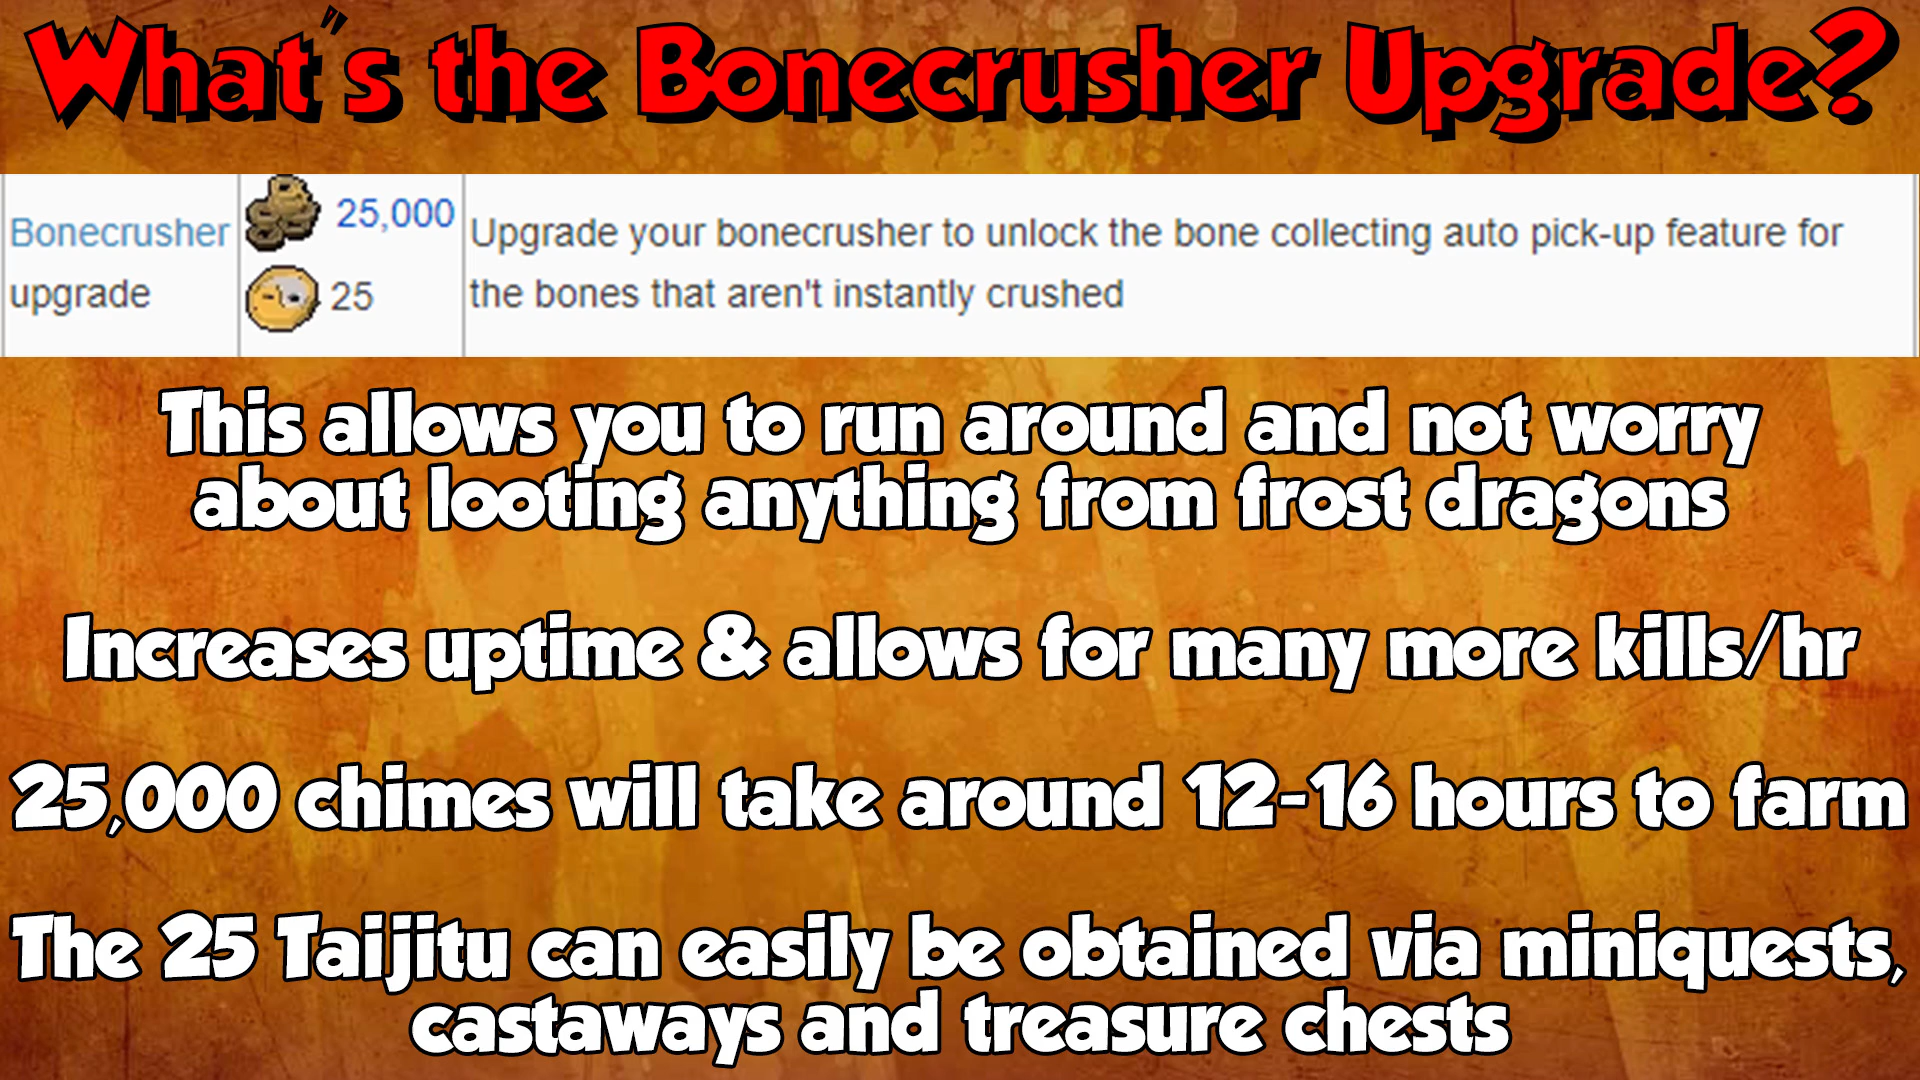 What"s the Bonecrusher Upgrade?
Bonecrusher upgrade
25,000
25
Upgrade your bonecrusher to unlock the bone collecting auto pick-up feature for
the bones that aren't instantly crushed
This allows you to run around and not worry
about looting anything from frost dragons
Increases uptime & allows for many more kills/hr
25,000 chimes will take around 12-16 hours to farm
The 25 Taijitu can easily be obtained via miniquests,
castaways and treasure chests